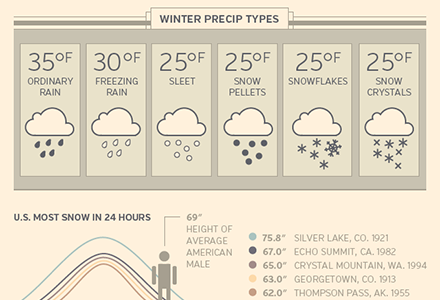 WINTER PRECIP TYPES
35°F 30°F 25°F 25°F 25°F 25°F
ORDINARY RAIN
FREEZING RAIN
SLEET
SNOW PELLETS
SNOWFLAKES
SNOW CRYSTALS
U.S. MOST SNOW IN 24 HOURS
69"
HEIGHT OF
AVERAGE
AMERICAN
MALE
75.8" SILVER LAKE, CO. 1921
67.0" ECHO SUMMIT, CA. 1982
65.0" CRYSTAL MOUNTAIN, WA. 1994
63.0" GEORGETOWN, CO. 1913
62.0" THOMPSON PASS, AK. 1955